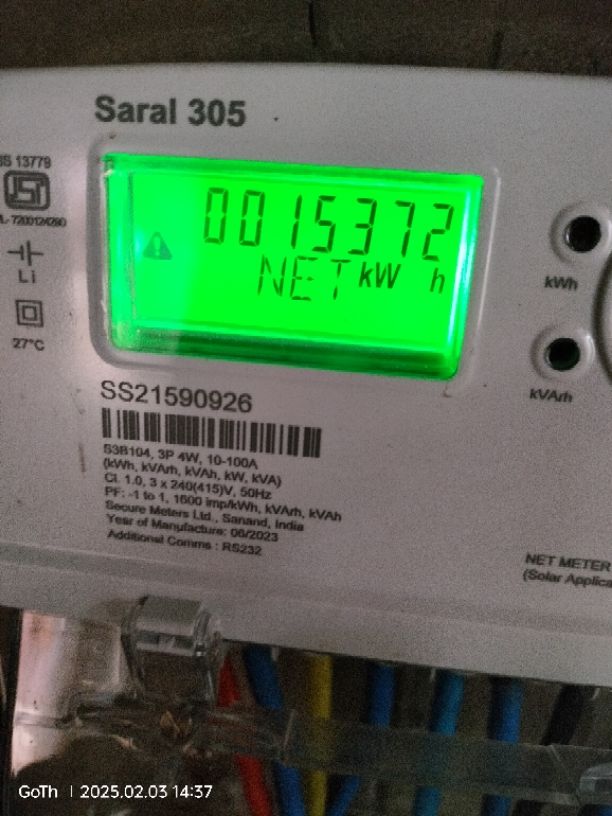 Saral 305
IS 13779
0015372
NET kW h
Li
27°C
kWh
kVArh
SS21590926
S3B104, 3P 4W, 10-100A
(kWh, kVArh, kVAh, kW, kVA)
Cl. 1.0, 3 x 240(415)V, 50Hz
PF: -1 to 1, 1600 imp/kWh, kVArh, kVAh
Secure Meters Ltd., Sanand, India
Year of Manufacture: 06/2023
Additional Comms : RS232
NET METER
(Solar Applica
GoTh | 2025.02.03 14:37